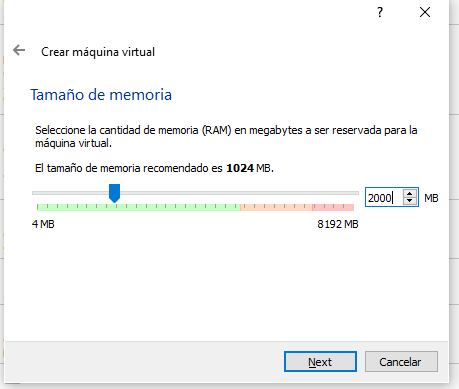 ?
Crear máquina virtual
Tamaño de memoria
Seleccione la cantidad de memoria (RAM) en megabytes a ser reservada para la
máquina virtual.
El tamaño de memoria recomendado es 1024 MB.
2000 MB
4 MB 8192 MB
Next Cancelar